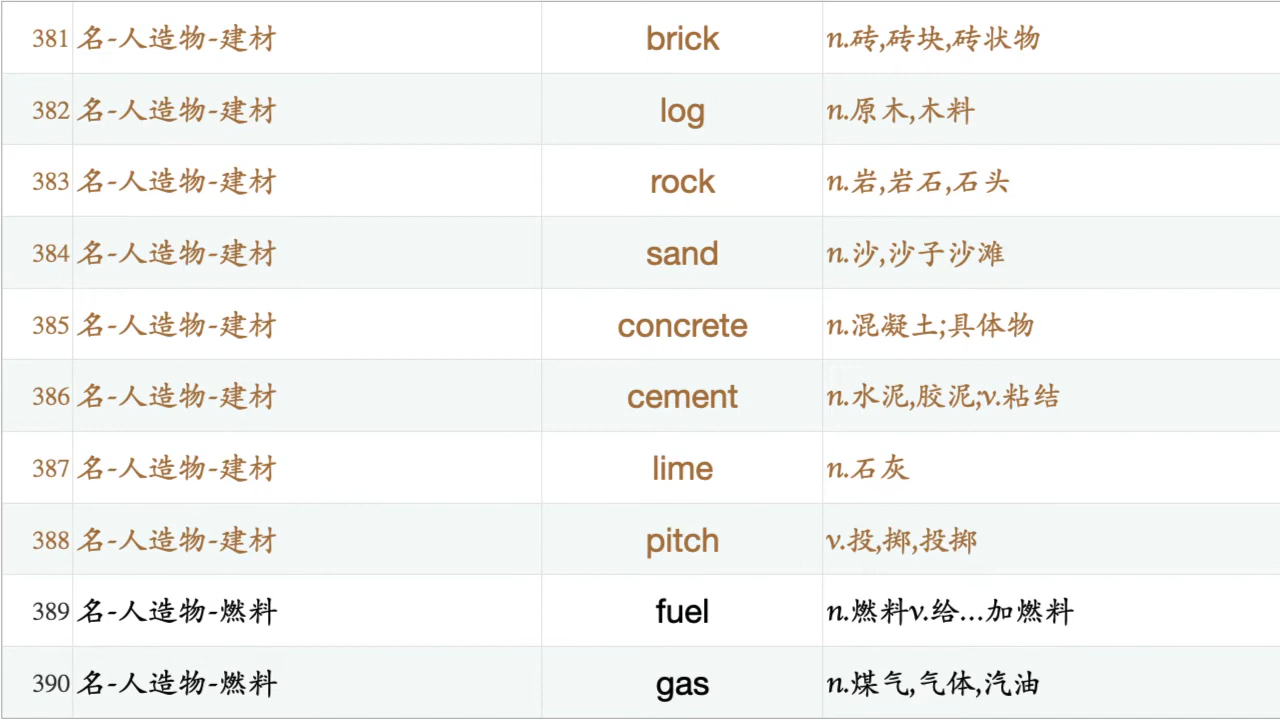 381 名-人造物-建材 brick n.砖,砖块,砖状物
382 名-人造物-建材 log n.原木,木料
383 名-人造物-建材 rock n.岩,岩石,石头
384 名-人造物-建材 sand n.沙,沙子沙滩
385 名-人造物-建材 concrete n.混凝土;具体物
386 名-人造物-建材 cement n.水泥,胶泥;v.粘结
387 名-人造物-建材 lime n.石灰
388 名-人造物-建材 pitch v.投,掷,投掷
389 名-人造物-燃料 fuel n.燃料v.给…加燃料
390 名-人造物-燃料 gas n.煤气,气体,汽油